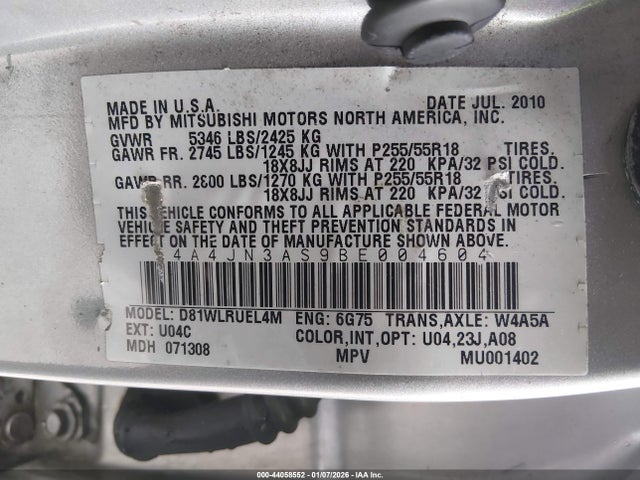 MADE IN U.S.A. DATE JUL. 2010
MFD BY MITSUBISHI MOTORS NORTH AMERICA, INC.
GVWR 5346 LBS/2425 KG
GAWR FR. 2745 LBS/1245 KG WITH P255/55R18 TIRES.
18X8JJ RIMS AT 220 KPA/32 PSI COLD.
GAWR RR. 2800 LBS/1270 KG WITH P255/55R18 TIRES.
18X8JJ RIMS AT 220 KPA/32 PSI COLD.
THIS VEHICLE CONFORMS TO ALL APPLICABLE FEDERAL MOTOR
VEHICLE SAFETY AND THEFT PREVENTION STANDARDS IN
EFFECT ON THE DATE OF MANUFACTURE SHOWN ABOVE.
4A4JN3AS9BE004604
MODEL: D81WLRUEL4M ENG: 6G75 TRANS,AXLE: W4A5A
EXT: U04C COLOR,INT,OPT: U04,23J,A08
MDH 071308 MPV MU001402
000-44058552 - 01/07/2026 - IAA Inc.